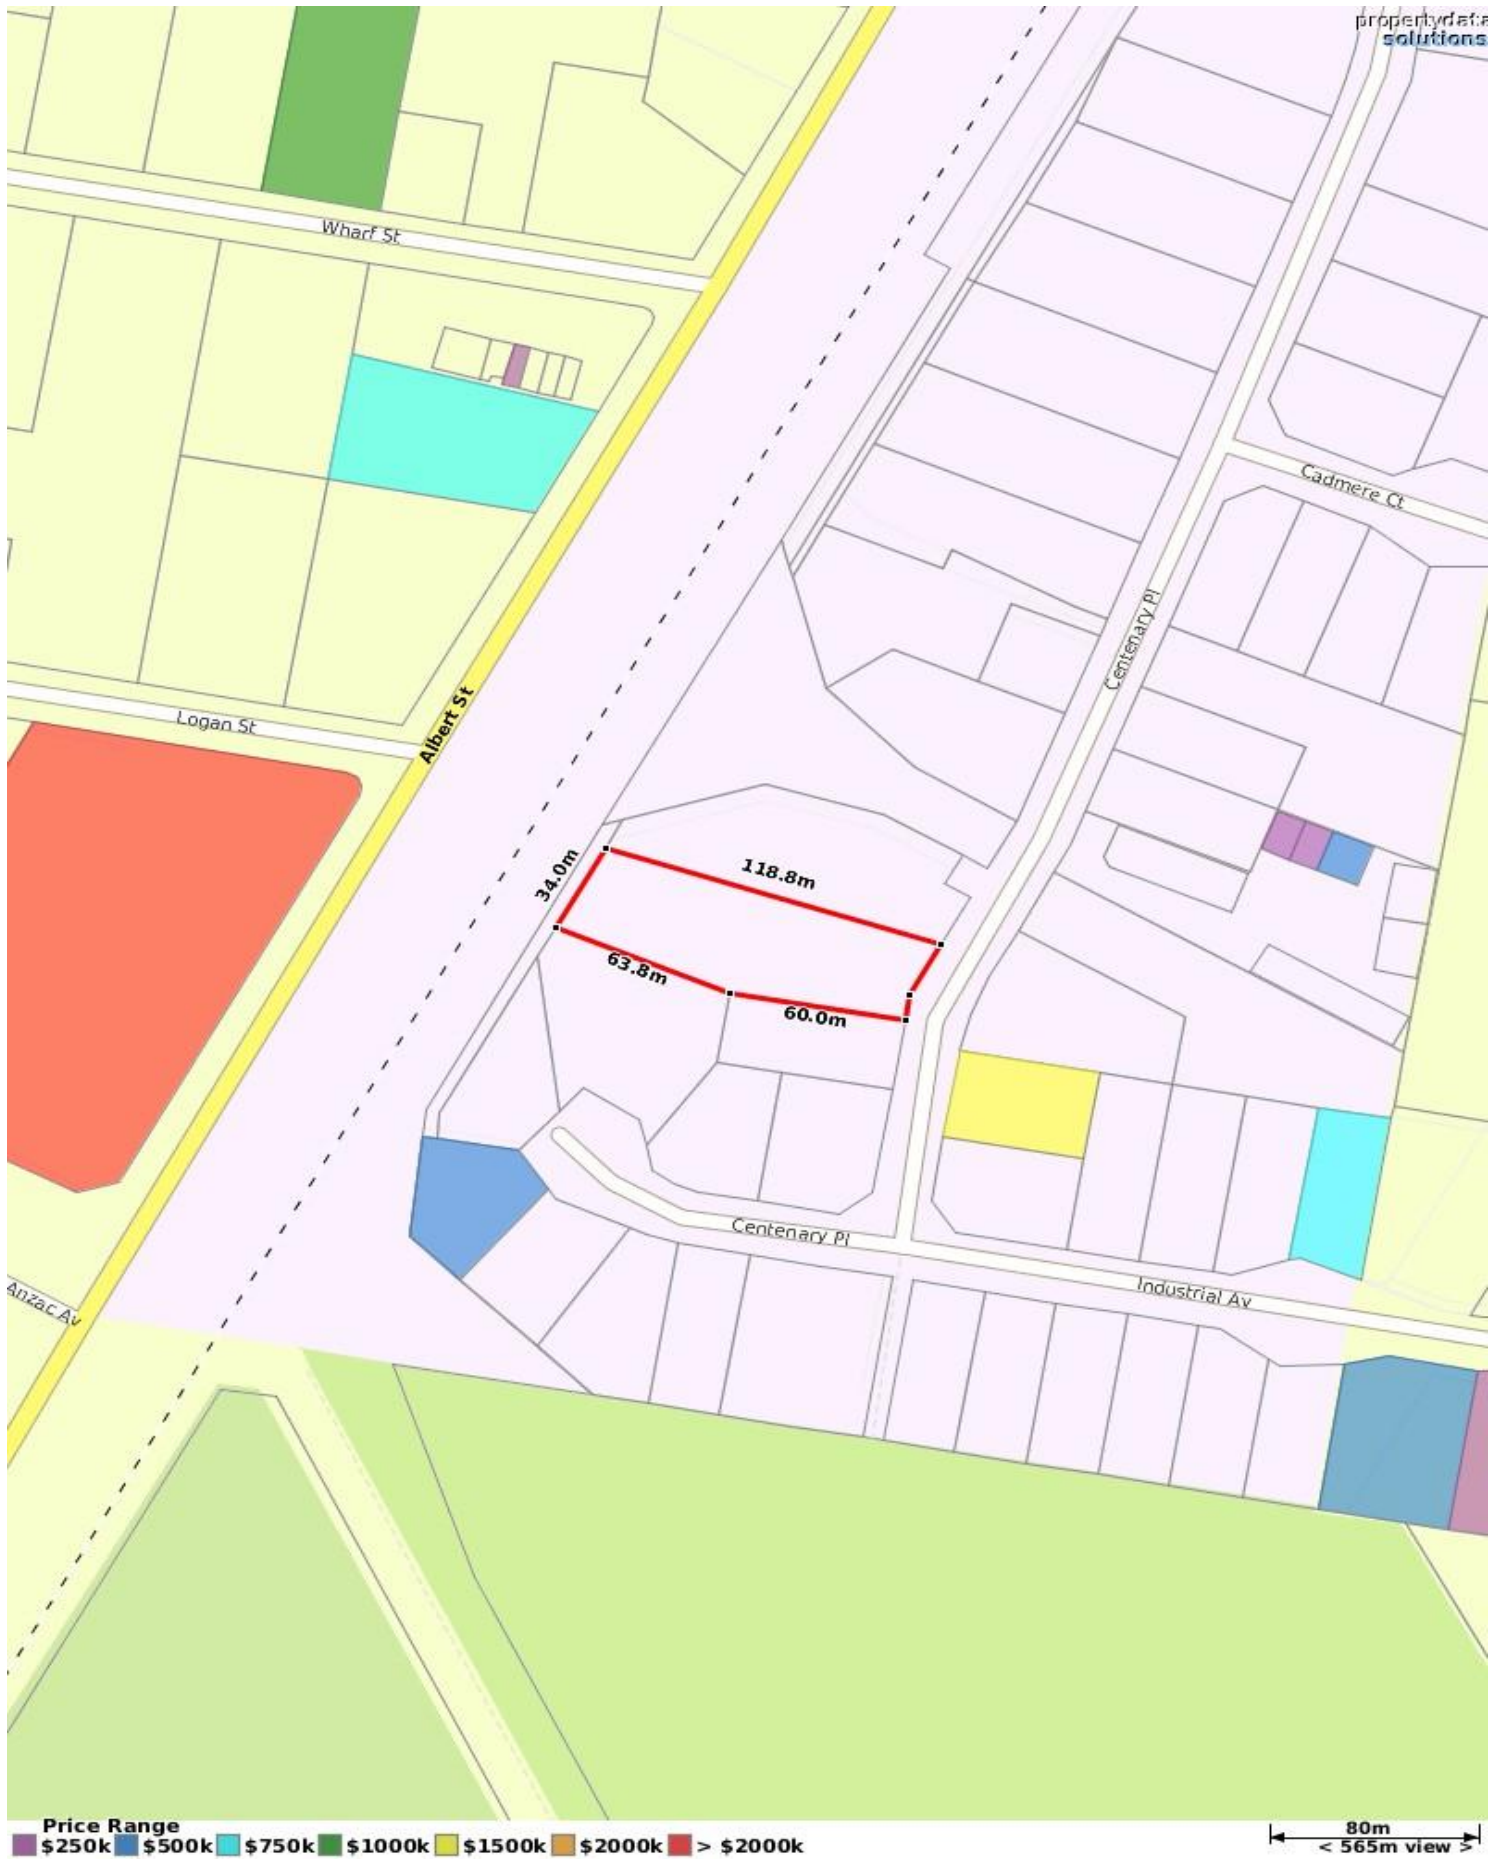 propertydata
solutions
Wharf St
Cadmere Ct
Centenary Pl
Logan St
Albert St
34.0m
118.8m
63.8m
60.0m
Centenary Pl
Industrial Av
Anzac Av
Price Range
$250k $500k $750k $1000k $1500k $2000k > $2000k
80m
< 565m view >